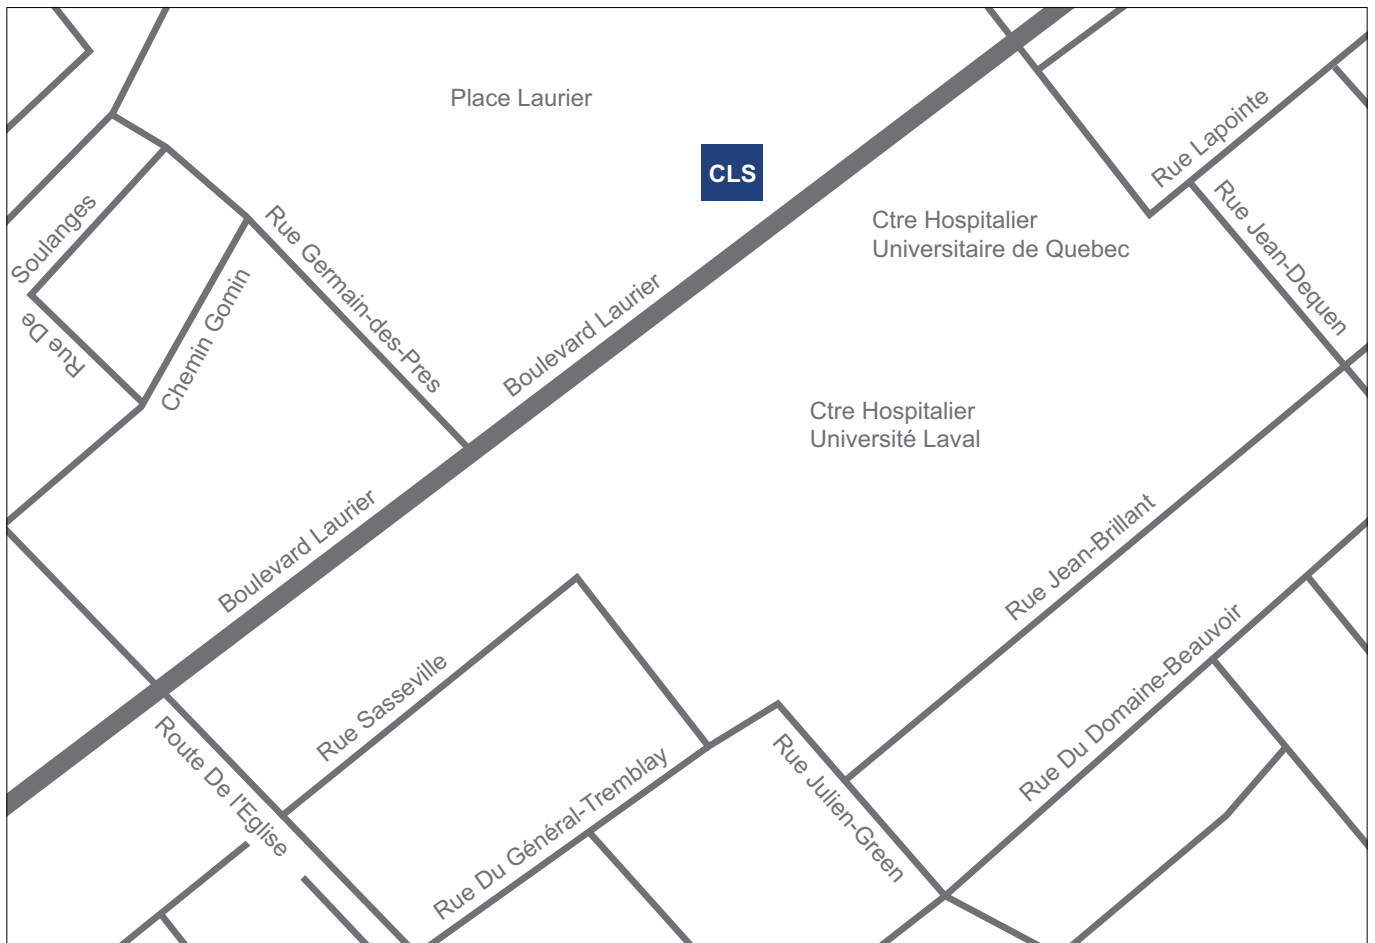 Place Laurier
CLS
Rue Lapointe
Ctre Hospitalier
Universitaire de Quebec
Rue Jean-Dequen
Soulanges
Rue De
Chemin Gomin
Rue Germain-des-Pres
Boulevard Laurier
Ctre Hospitalier
Université Laval
Boulevard Laurier
Rue Jean-Brillant
Rue Sasseville
Rue Du Domaine-Beauvoir
Route De l'Eglise
Rue Du Général-Tremblay
Rue Julien-Green